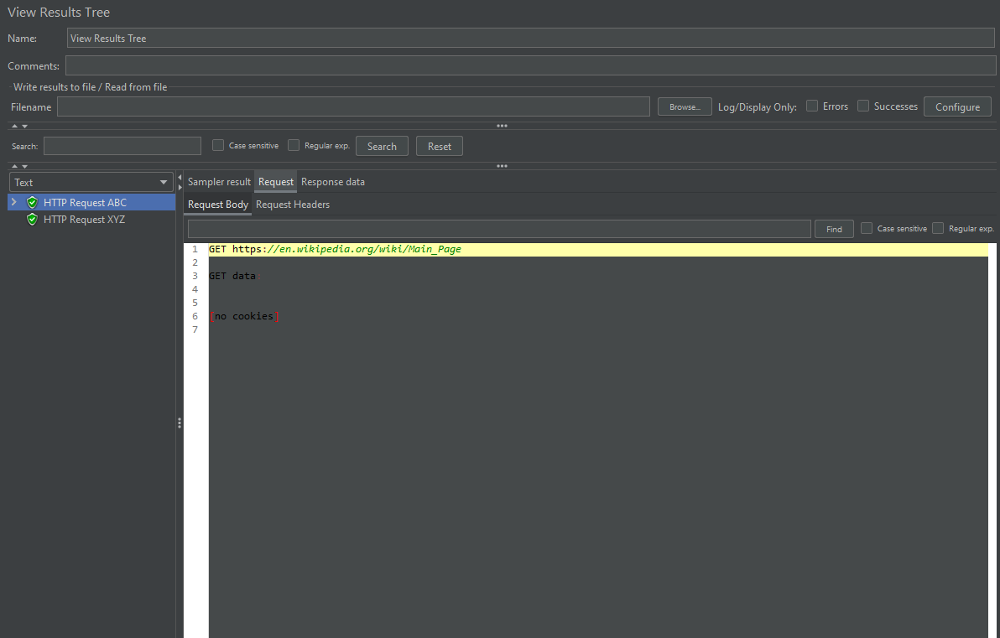 View Results Tree
Name: View Results Tree
Comments:
Write results to file / Read from file
Filename Browse... Log/Display Only: Errors Successes Configure
Search: Case sensitive Regular exp. Search Reset
Text
HTTP Request ABC
HTTP Request XYZ
Sampler result Request Response data
Request Body Request Headers
Find Case sensitive Regular exp.
1 GET https://en.wikipedia.org/wiki/Main_Page
2
3 GET data
4
5
6 [no cookies]
7